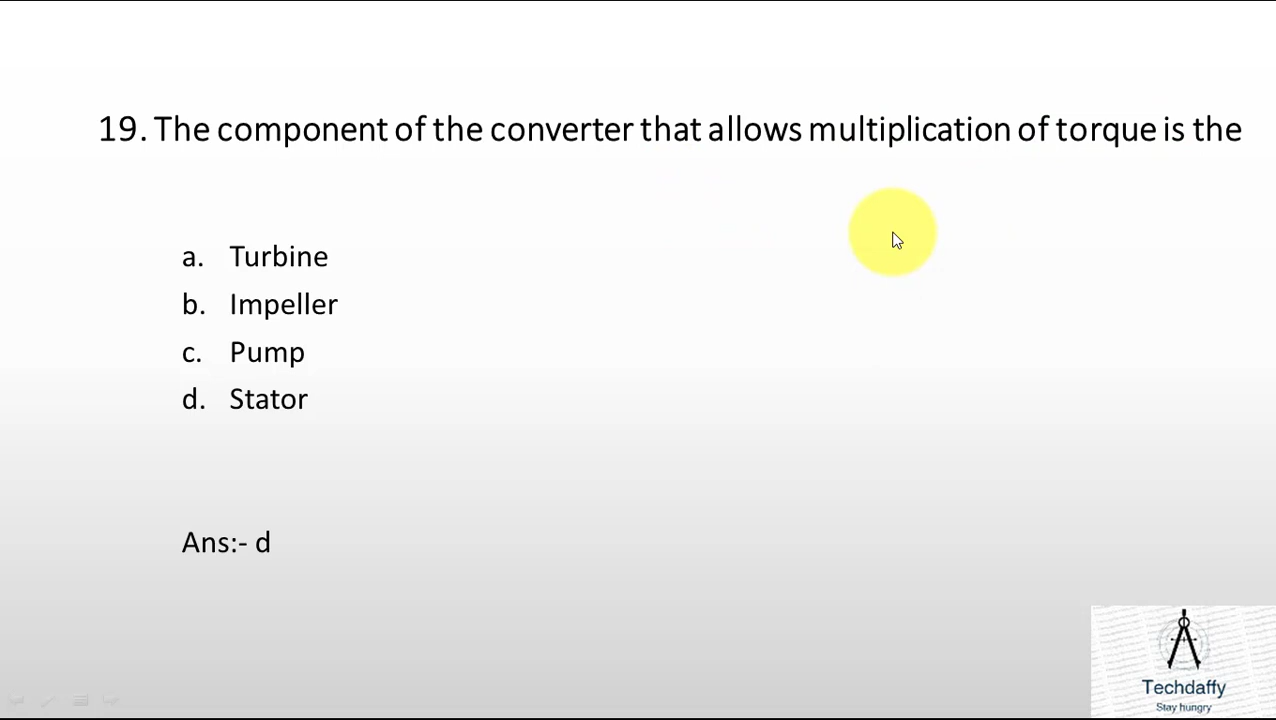 19. The component of the converter that allows multiplication of torque is the
a. Turbine
b. Impeller
c. Pump
d. Stator
Ans:- d
Techdaffy
Stay hungry